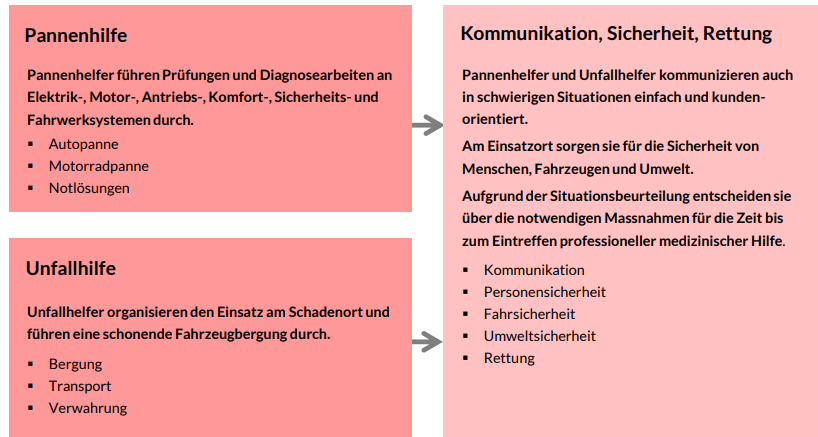 Pannenhilfe
Pannenhelfer führen Prüfungen und Diagnosearbeiten an
Elektrik-, Motor-, Antriebs-, Komfort-, Sicherheits- und
Fahrwerksystemen durch.
▪ Autopanne
▪ Motorradpanne
▪ Notlösungen
Unfallhilfe
Unfallhelfer organisieren den Einsatz am Schadenort und
führen eine schonende Fahrzeugbergung durch.
▪ Bergung
▪ Transport
▪ Verwahrung
Kommunikation, Sicherheit, Rettung
Pannenhelfer und Unfallhelfer kommunizieren auch
in schwierigen Situationen einfach und kunden-
orientiert.
Am Einsatzort sorgen sie für die Sicherheit von
Menschen, Fahrzeugen und Umwelt.
Aufgrund der Situationsbeurteilung entscheiden sie
über die notwendigen Massnahmen für die Zeit bis
zum Eintreffen professioneller medizinischer Hilfe.
▪ Kommunikation
▪ Personensicherheit
▪ Fahrsicherheit
▪ Umweltsicherheit
▪ Rettung